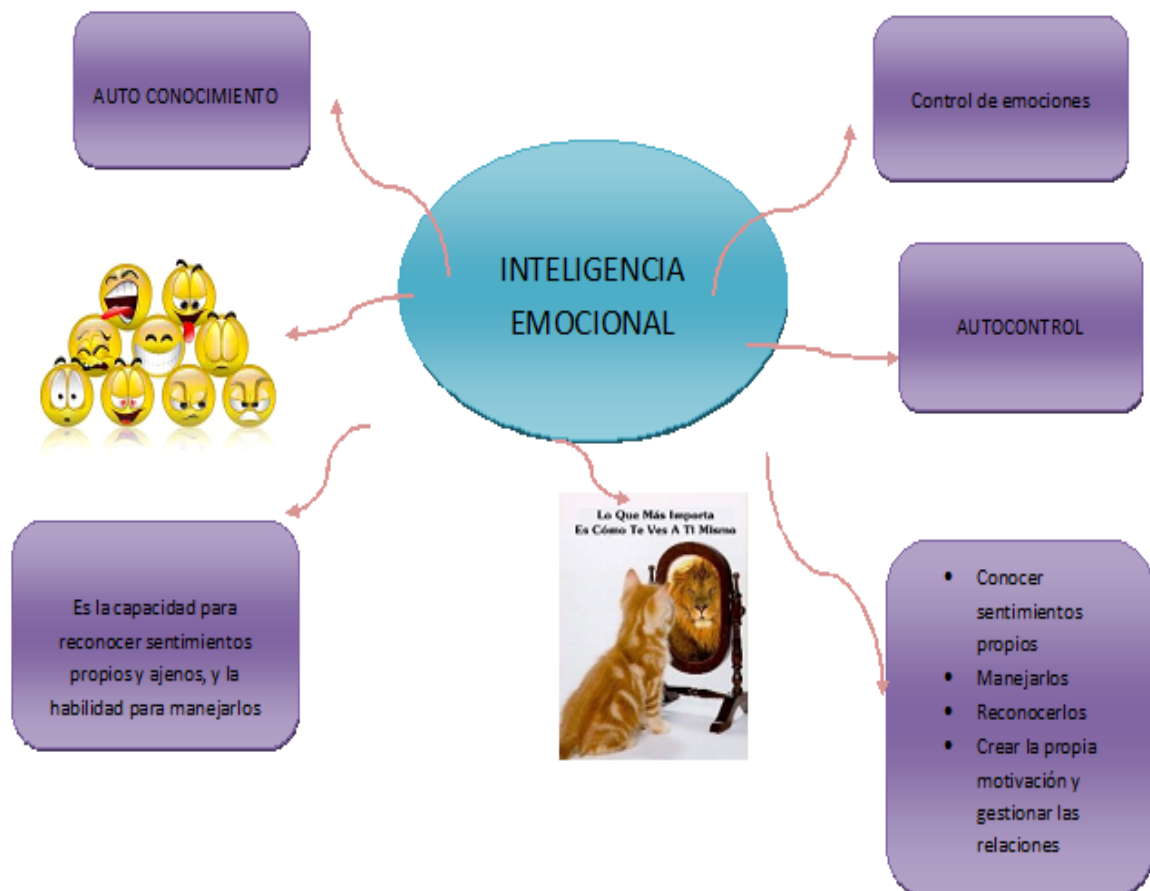 AUTO CONOCIMIENTO
Control de emociones
INTELIGENCIA
EMOCIONAL
AUTOCONTROL
Lo Que Más Importa
Es Cómo Te Ves A Ti Mismo
Es la capacidad para
reconocer sentimientos
propios y ajenos, y la
habilidad para manejarlos
• Conocer
sentimientos
propios
• Manejarlos
• Reconocerlos
• Crear la propia
motivación y
gestionar las
relaciones